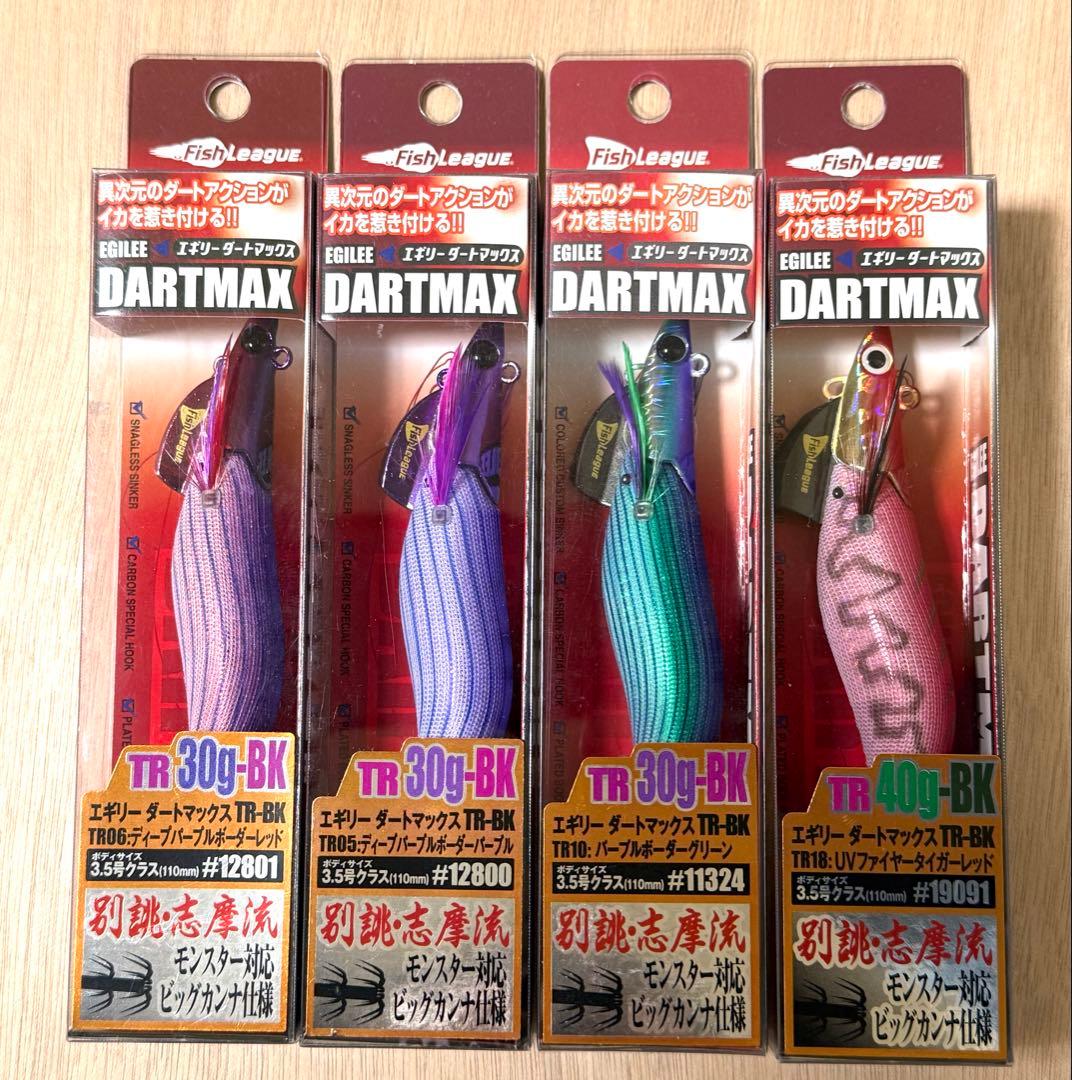 FishLeague
異次元のダートアクションが
イカを惹き付ける!!
EGILEE エギリーダートマックス
DARTMAX
FishLeague
SNAGLESS SINKER
CARBON SPECIAL HOOK
PLATE
TR 30g-BK
エギリー ダートマックス TR-BK
TR06:ディープパープルボーダーレッド
ボディサイズ
3.5号クラス(110mm) #12801
別誂・志摩流
モンスター対応
ビッグカンナ仕様
FishLeague
異次元のダートアクションが
イカを惹き付ける!!
EGILEE エギリーダートマックス
DARTMAX
FishLeague
SNAGLESS SINKER
CARBON SPECIAL HOOK
TR 30g-BK
エギリー ダートマックス TR-BK
TR05:ディープパープルボーダーパープル
ボディサイズ
3.5号クラス(110mm) #12800
別誂・志摩流
モンスター対応
ビッグカンナ仕様
FishLeague
異次元のダートアクションが
イカを惹き付ける!!
EGILEE エギリーダートマックス
DARTMAX
FishLeague
COLORED CUSTOM SINKER
CARBON SPECIAL HOOK
TR 30g-BK
エギリー ダートマックス TR-BK
TR10: パープルボーダーグリーン
ボディサイズ
3.5号クラス(110mm) #11324
別誂・志摩流
モンスター対応
ビッグカンナ仕様
FishLeague
異次元のダートアクションが
イカを惹き付ける!!
EGILEE エギリーダートマックス
DARTMAX
FishLeague
TR 40g-BK
エギリー ダートマックス TR-BK
TR18: UVファイヤータイガーレッド
ボディサイズ
3.5号クラス(110mm) #19091
別誂・志摩流
モンスター対応
ビッグカンナ仕様